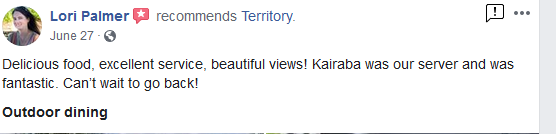 Lori Palmer recommends Territory.
June 27 ·
Delicious food, excellent service, beautiful views! Kairaba was our server and was
fantastic. Can't wait to go back!
Outdoor dining